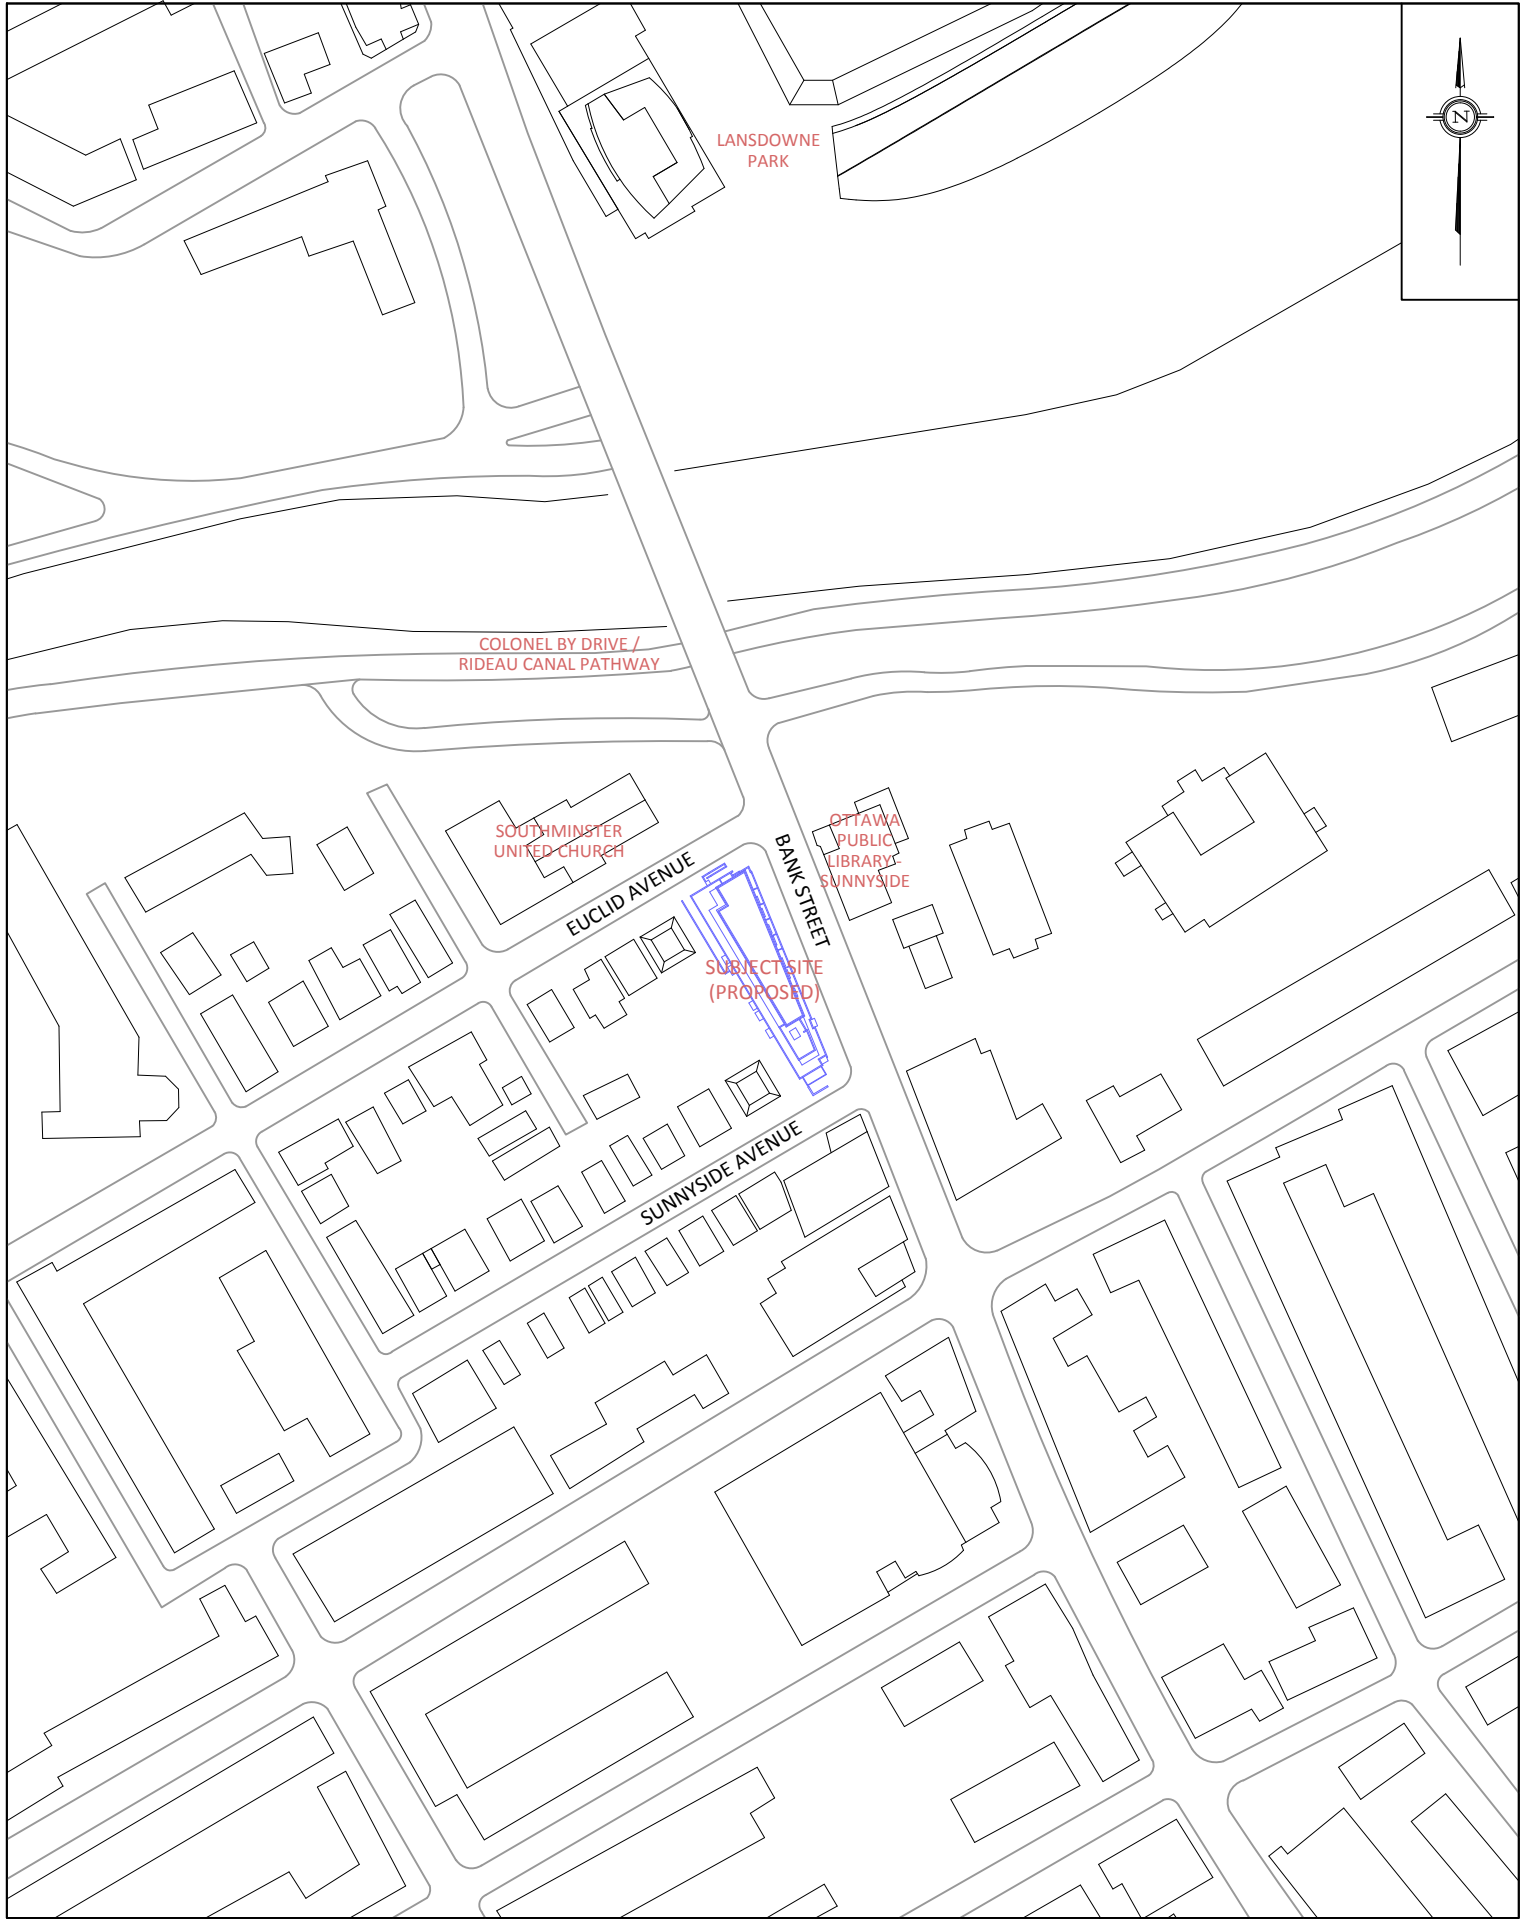 N
LANSDOWNE
PARK
COLONEL BY DRIVE /
RIDEAU CANAL PATHWAY
SOUTHMINSTER
UNITED CHURCH
OTTAWA
PUBLIC
LIBRARY -
SUNNYSIDE
EUCLID AVENUE
BANK STREET
SUBJECT SITE
(PROPOSED)
SUNNYSIDE AVENUE